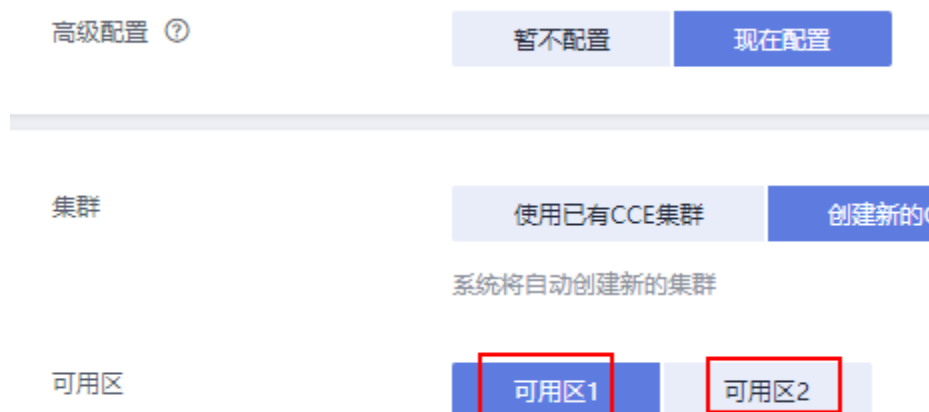 高级配置 ?
暂不配置 现在配置
集群
使用已有CCE集群 创建新的
系统将自动创建新的集群
可用区
可用区1 可用区2